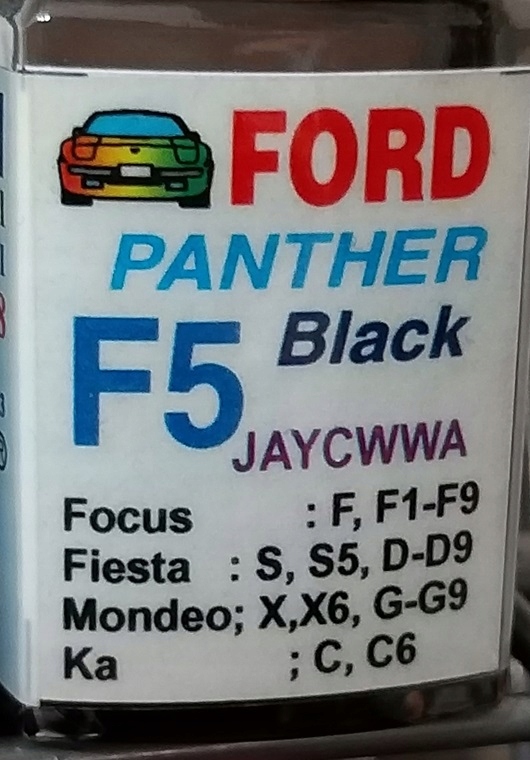 FORD
PANTHER
Black
F5
JAYCWWA
Focus : F, F1-F9
Fiesta : S, S5, D-D9
Mondeo; X,X6, G-G9
Ka ; C, C6